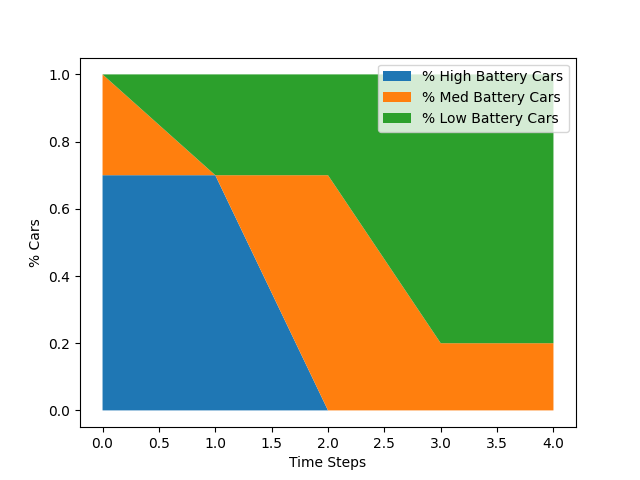 % High Battery Cars
% Med Battery Cars
% Low Battery Cars
1.0
0.8
0.6
0.4
0.2
0.0
% Cars
0.0 0.5 1.0 1.5 2.0 2.5 3.0 3.5 4.0
Time Steps